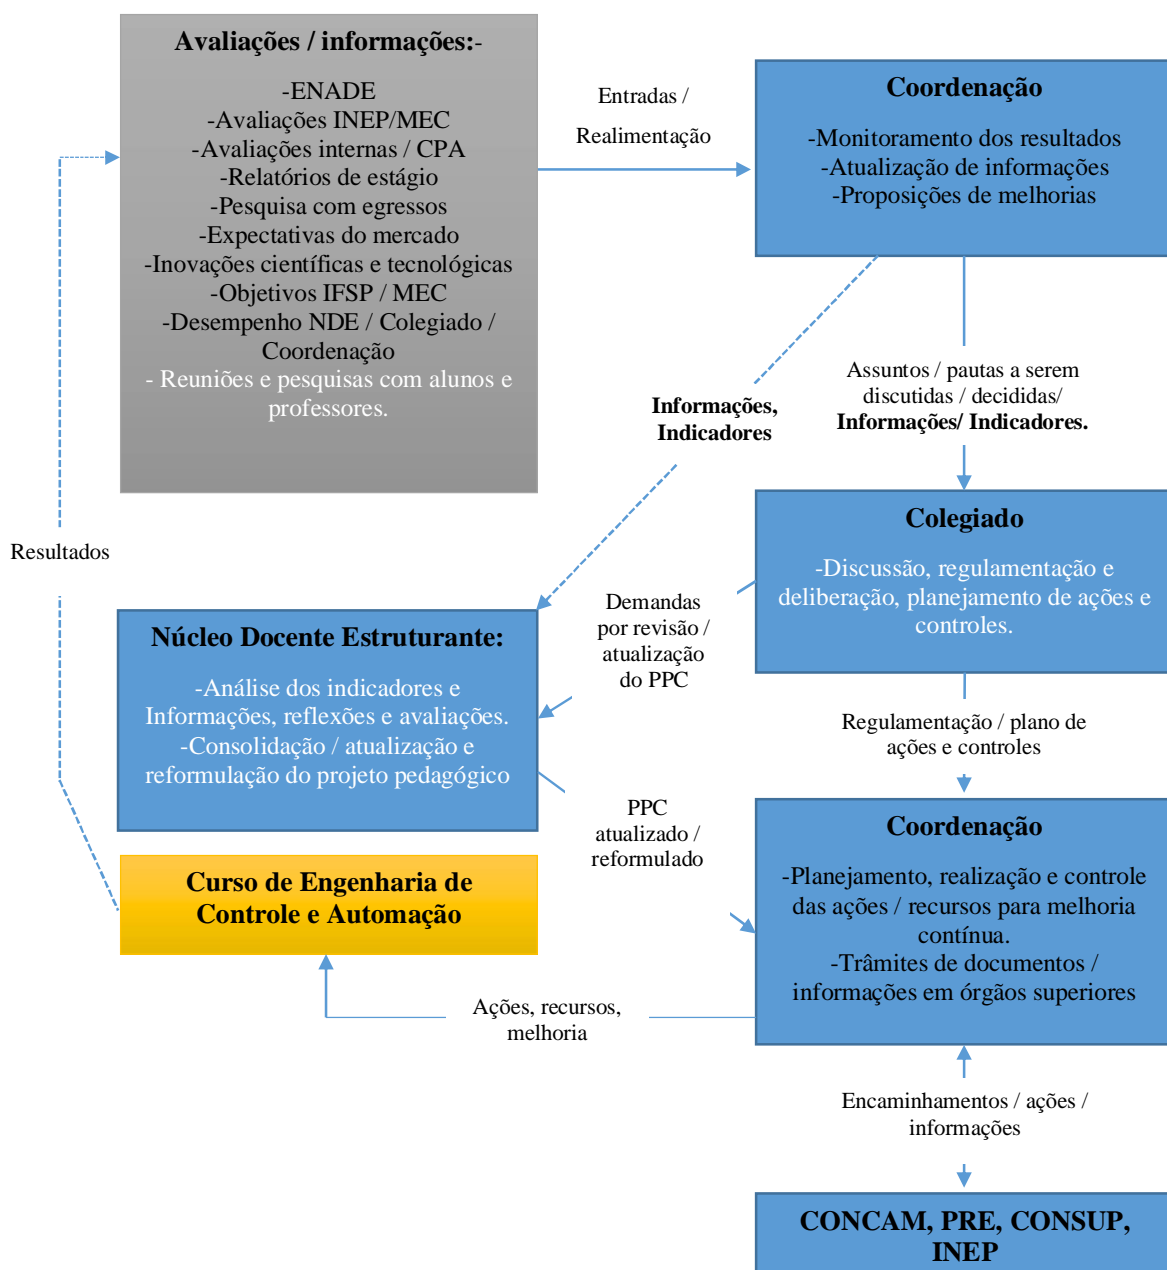 Avaliações / informações:-
-ENADE
-Avaliações INEP/MEC
-Avaliações internas / CPA
-Relatórios de estágio
-Pesquisa com egressos
-Expectativas do mercado
-Inovações científicas e tecnológicas
-Objetivos IFSP / MEC
-Desempenho NDE / Colegiado /
Coordenação
- Reuniões e pesquisas com alunos e
professores.
Entradas /
Realimentação
Coordenação
-Monitoramento dos resultados
-Atualização de informações
-Proposições de melhorias
Informações,
Indicadores
Assuntos / pautas a serem
discutidas / decididas/
Informações/ Indicadores.
Colegiado
-Discussão, regulamentação e
deliberação, planejamento de ações e
controles.
Resultados
Demandas
por revisão /
atualização
do PPC
Núcleo Docente Estruturante:
-Análise dos indicadores e
Informações, reflexões e avaliações.
-Consolidação / atualização e
reformulação do projeto pedagógico
Regulamentação / plano de
ações e controles
PPC
atualizado /
reformulado
Coordenação
-Planejamento, realização e controle
das ações / recursos para melhoria
contínua.
-Trâmites de documentos /
informações em órgãos superiores
Curso de Engenharia de
Controle e Automação
Ações, recursos,
melhoria
Encaminhamentos / ações /
informações
CONCAM, PRE, CONSUP,
INEP